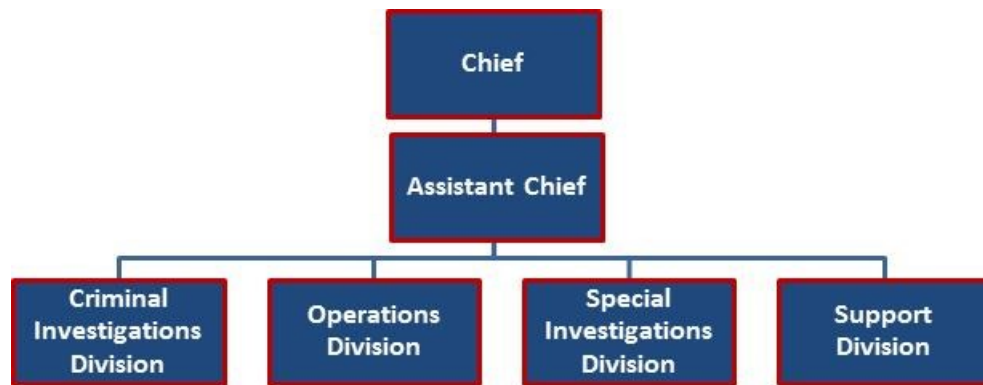 Chief
Assistant Chief
Criminal
Investigations
Division
Operations
Division
Special
Investigations
Division
Support
Division